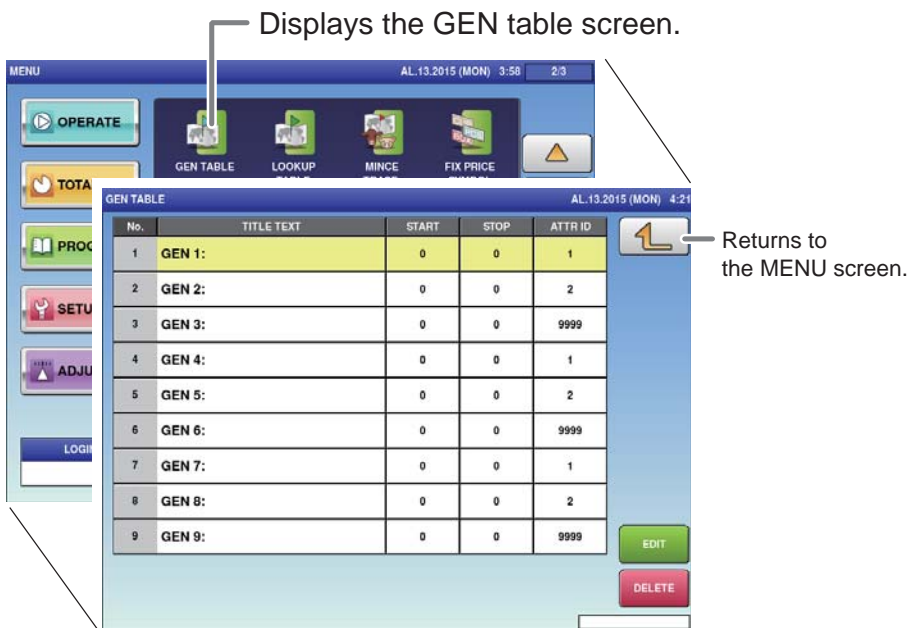 Displays the GEN table screen.
MENU AL.13.2015 (MON) 3:58 2/3
OPERATE
GEN TABLE LOOKUP MINCE FIX PRICE
TOTA
PROG
SETU
ADJU
LOGI
GEN TABLE AL.13.2015 (MON) 4:21
No. TITLE TEXT START STOP ATTR ID
1 GEN 1: 0 0 1
2 GEN 2: 0 0 2
3 GEN 3: 0 0 9999
4 GEN 4: 0 0 1
5 GEN 5: 0 0 2
6 GEN 6: 0 0 9999
7 GEN 7: 0 0 1
8 GEN 8: 0 0 2
9 GEN 9: 0 0 9999
EDIT
DELETE
Returns to
the MENU screen.